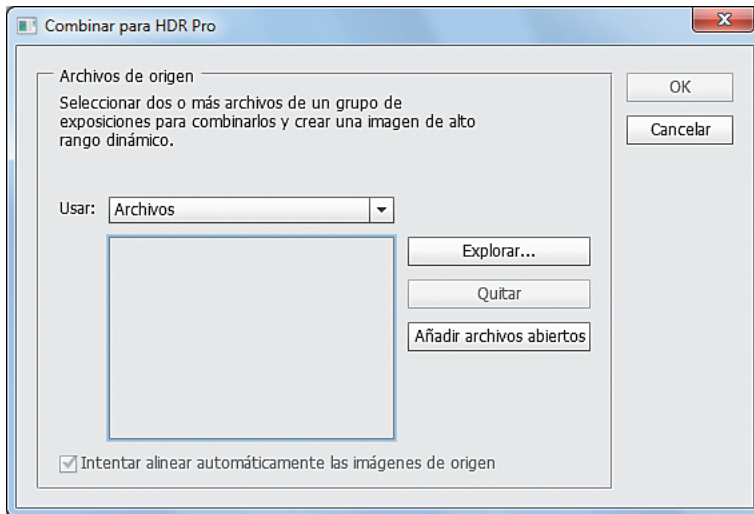 Combinar para HDR Pro
Archivos de origen
Seleccionar dos o más archivos de un grupo de
exposiciones para combinarlos y crear una imagen de alto
rango dinámico.
OK
Cancelar
Usar: Archivos
Explorar...
Quitar
Añadir archivos abiertos
Intentar alinear automáticamente las imágenes de origen